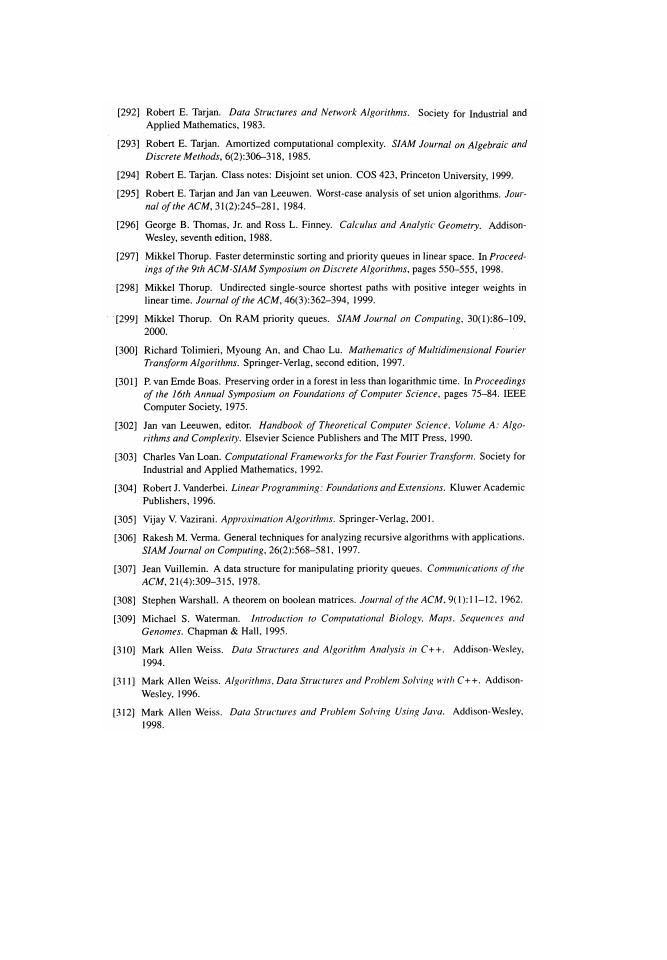 [292] Robert E. Tarjan. Data Structures and Network Algorithms. Society for Industrial and
Applied Mathematics, 1983.
[293] Robert E. Tarjan. Amortized computational complexity. SIAM Journal on Algebraic and
Discrete Methods, 6(2):306–318, 1985.
[294] Robert E. Tarjan. Class notes: Disjoint set union. COS 423, Princeton University, 1999.
[295] Robert E. Tarjan and Jan van Leeuwen. Worst-case analysis of set union algorithms. Jour-
nal of the ACM, 31(2):245–281, 1984.
[296] George B. Thomas, Jr. and Ross L. Finney. Calculus and Analytic Geometry. Addison-
Wesley, seventh edition, 1988.
[297] Mikkel Thorup. Faster determinstic sorting and priority queues in linear space. In Proceed-
ings of the 9th ACM-SIAM Symposium on Discrete Algorithms, pages 550–555, 1998.
[298] Mikkel Thorup. Undirected single-source shortest paths with positive integer weights in
linear time. Journal of the ACM, 46(3):362–394, 1999.
[299] Mikkel Thorup. On RAM priority queues. SIAM Journal on Computing, 30(1):86–109,
2000.
[300] Richard Tolimieri, Myoung An, and Chao Lu. Mathematics of Multidimensional Fourier
Transform Algorithms. Springer-Verlag, second edition, 1997.
[301] P. van Emde Boas. Preserving order in a forest in less than logarithmic time. In Proceedings
of the 16th Annual Symposium on Foundations of Computer Science, pages 75–84. IEEE
Computer Society, 1975.
[302] Jan van Leeuwen, editor. Handbook of Theoretical Computer Science, Volume A: Algo-
rithms and Complexity. Elsevier Science Publishers and The MIT Press, 1990.
[303] Charles Van Loan. Computational Frameworks for the Fast Fourier Transform. Society for
Industrial and Applied Mathematics, 1992.
[304] Robert J. Vanderbei. Linear Programming: Foundations and Extensions. Kluwer Academic
Publishers, 1996.
[305] Vijay V. Vazirani. Approximation Algorithms. Springer-Verlag, 2001.
[306] Rakesh M. Verma. General techniques for analyzing recursive algorithms with applications.
SIAM Journal on Computing, 26(2):568–581, 1997.
[307] Jean Vuillemin. A data structure for manipulating priority queues. Communications of the
ACM, 21(4):309–315, 1978.
[308] Stephen Warshall. A theorem on boolean matrices. Journal of the ACM, 9(1):11–12, 1962.
[309] Michael S. Waterman. Introduction to Computational Biology, Maps, Sequences and
Genomes. Chapman & Hall, 1995.
[310] Mark Allen Weiss. Data Structures and Algorithm Analysis in C++. Addison-Wesley,
1994.
[311] Mark Allen Weiss. Algorithms, Data Structures and Problem Solving with C++. Addison-
Wesley, 1996.
[312] Mark Allen Weiss. Data Structures and Problem Solving Using Java. Addison-Wesley,
1998.